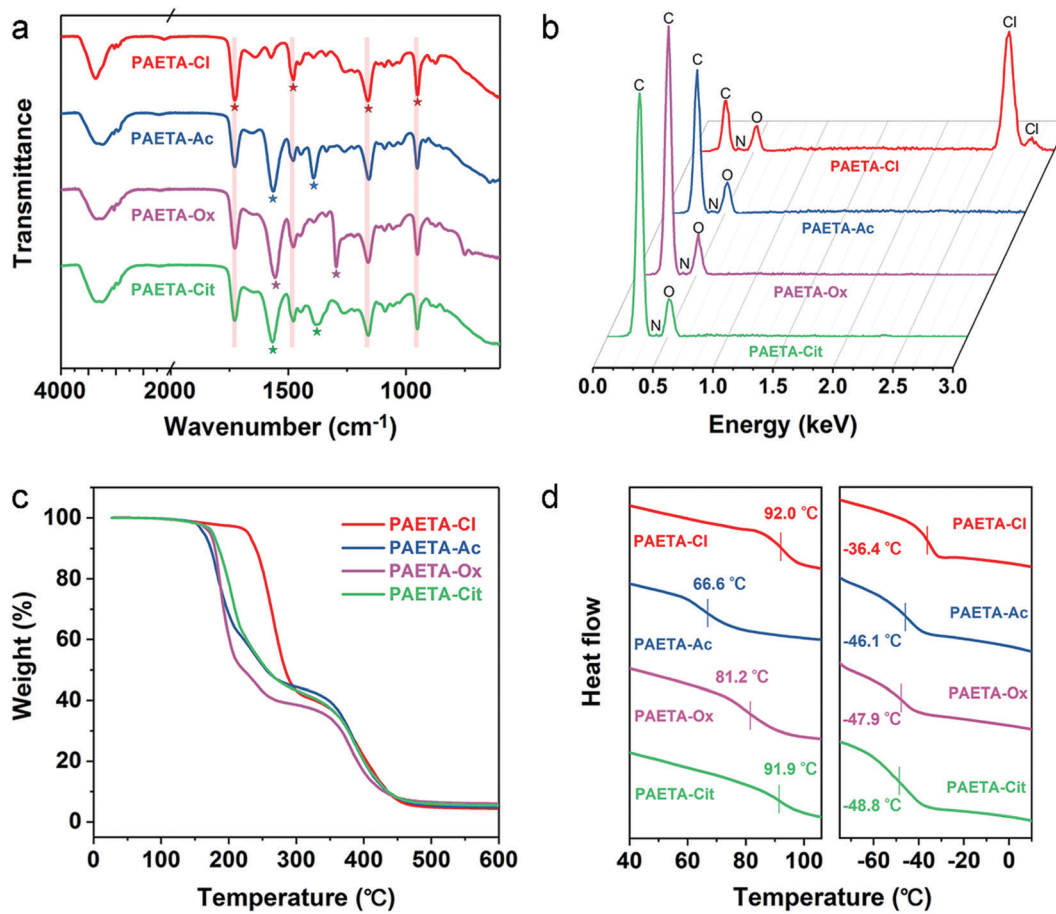 a
PAETA-Cl
PAETA-Ac
PAETA-Ox
PAETA-Cit
Transmittance
4000 2000 1500 1000
Wavenumber (cm⁻¹)
b
C N O Cl Cl
PAETA-Cl
C N O
PAETA-Ac
C N O
PAETA-Ox
C N O
PAETA-Cit
0.0 0.5 1.0 2.0 3.0
Energy (keV)
c
PAETA-Cl
PAETA-Ac
PAETA-Ox
PAETA-Cit
100
80
60
40
20
0
Weight (%)
0 100 200 300 400 500 600
Temperature (℃)
d
Heat flow
92.0 ℃
PAETA-Cl
66.6 ℃
PAETA-Ac
81.2 ℃
PAETA-Ox
91.9 ℃
PAETA-Cit
40 60 80 100
PAETA-Cl
-36.4 ℃
PAETA-Ac
-46.1 ℃
PAETA-Ox
-47.9 ℃
PAETA-Cit
-48.8 ℃
-60 -40 -20 0
Temperature (℃)